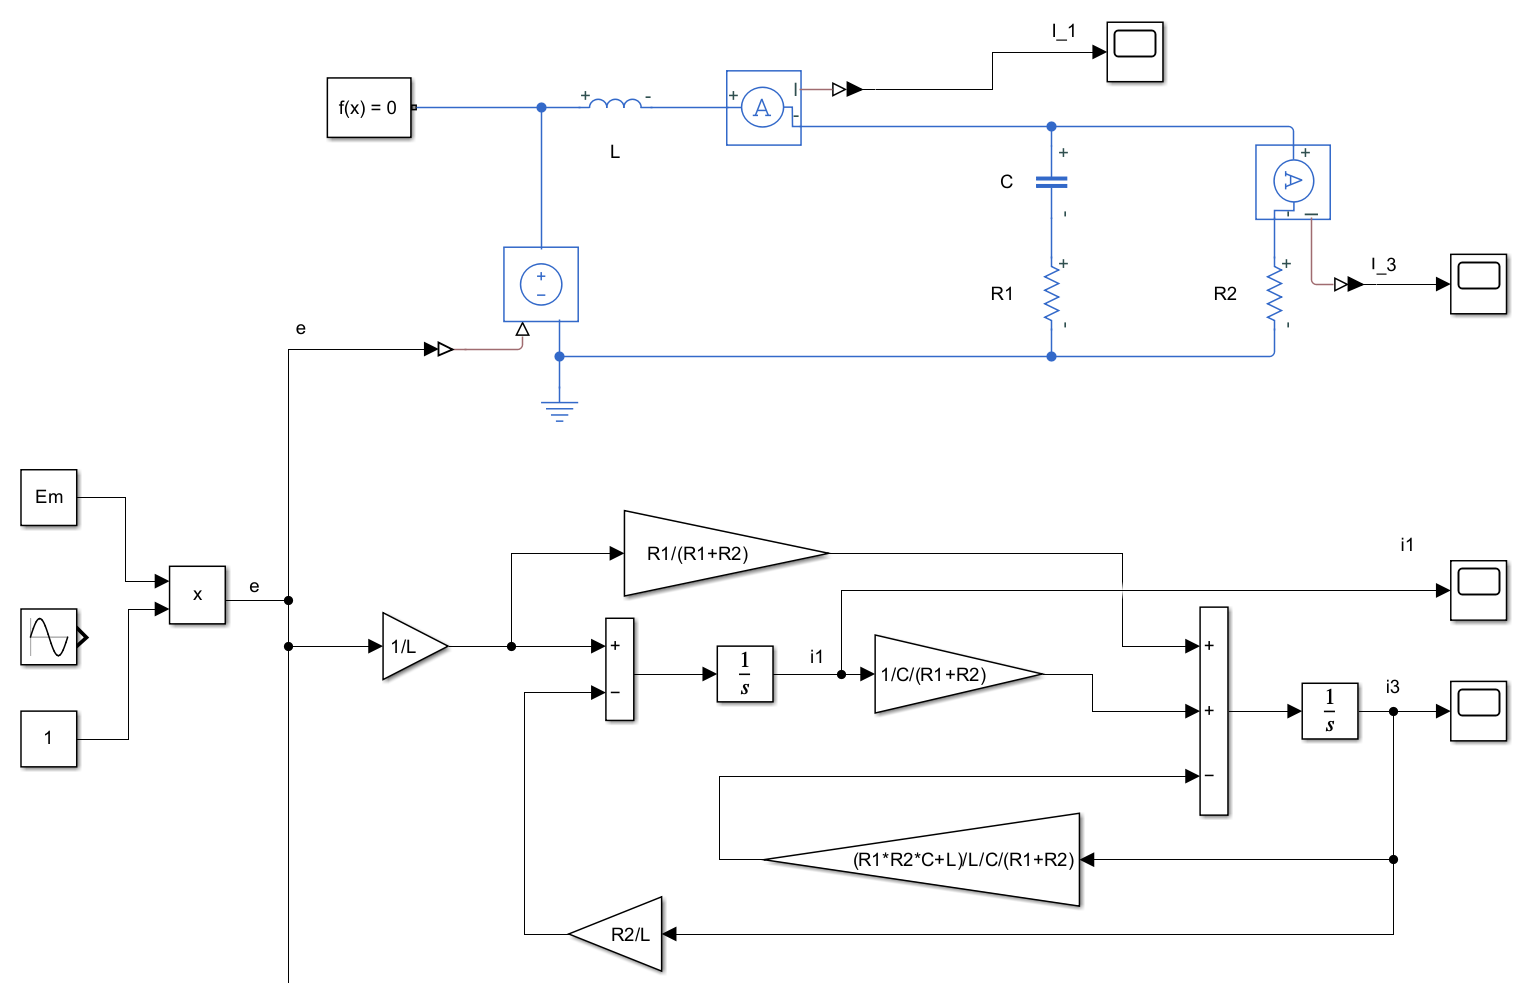 I_1
f(x) = 0
+
-
+
A
I
-
L
C
+
-
+
A
-
I
+
-
R1
+
-
R2
+
-
I_3
e
Em
x
e
1
1/L
R1/(R1+R2)
+
−
1
s
i1
i1
1/C/(R1+R2)
+
+
−
1
s
i3
(R1*R2*C+L)/L/C/(R1+R2)
R2/L